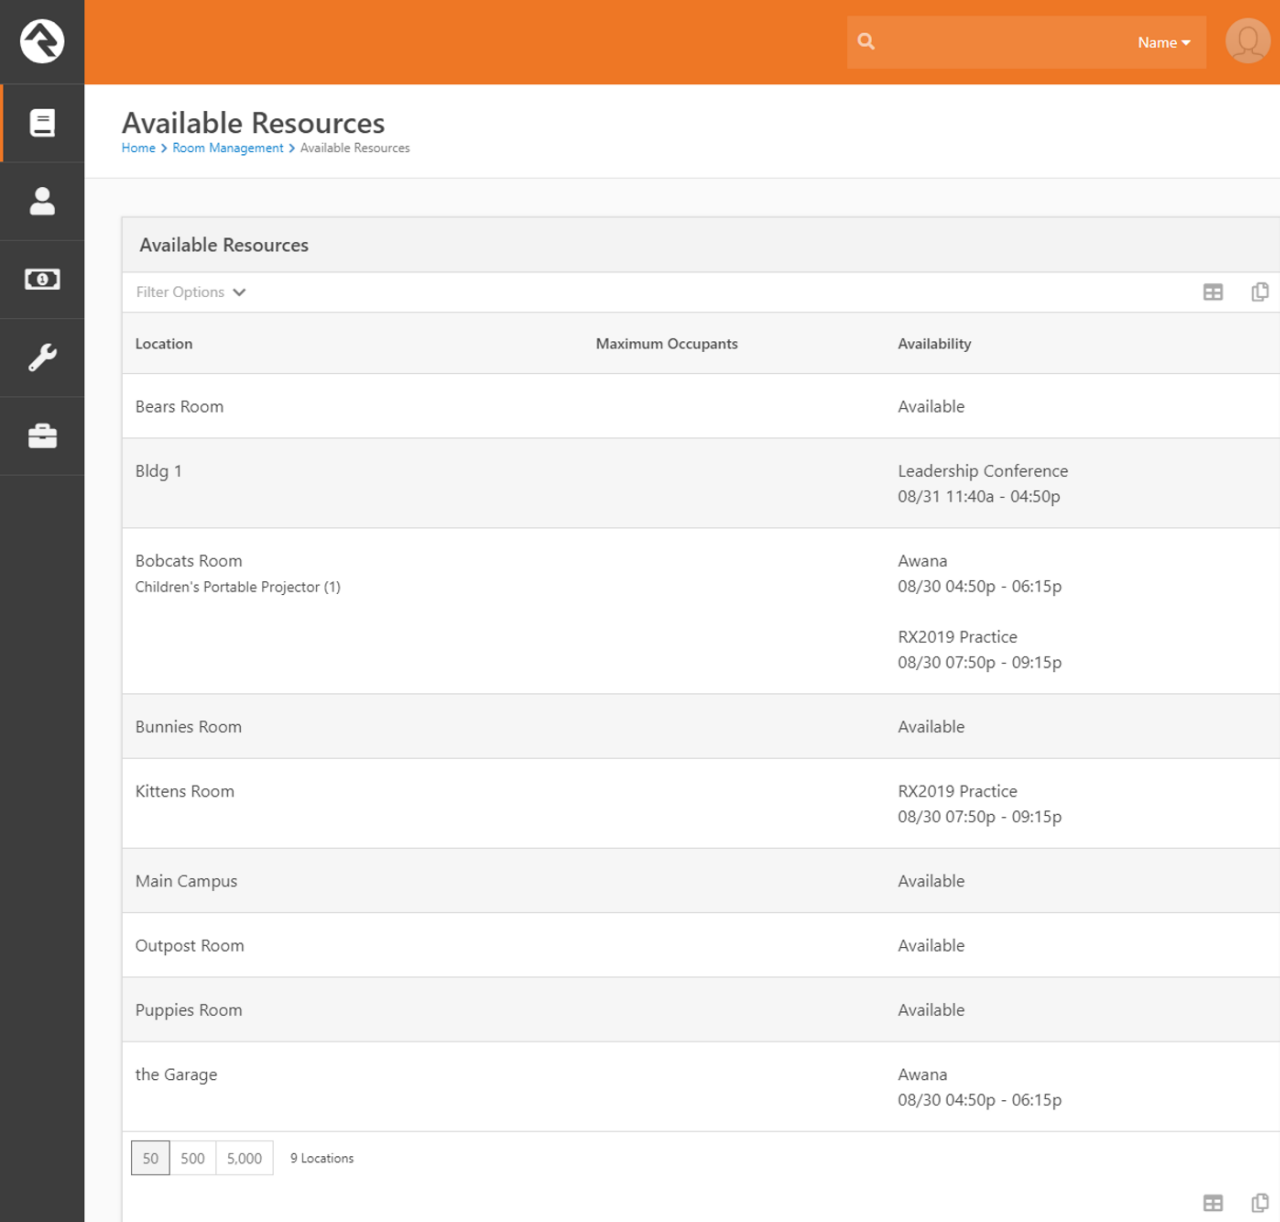 Name
Available Resources
Home > Room Management > Available Resources
Available Resources
Filter Options
Location Maximum Occupants Availability
Bears Room Available
Bldg 1 Leadership Conference
08/31 11:40a - 04:50p
Bobcats Room Awana
Children's Portable Projector (1) 08/30 04:50p - 06:15p
RX2019 Practice
08/30 07:50p - 09:15p
Bunnies Room Available
Kittens Room RX2019 Practice
08/30 07:50p - 09:15p
Main Campus Available
Outpost Room Available
Puppies Room Available
the Garage Awana
08/30 04:50p - 06:15p
50 500 5,000 9 Locations